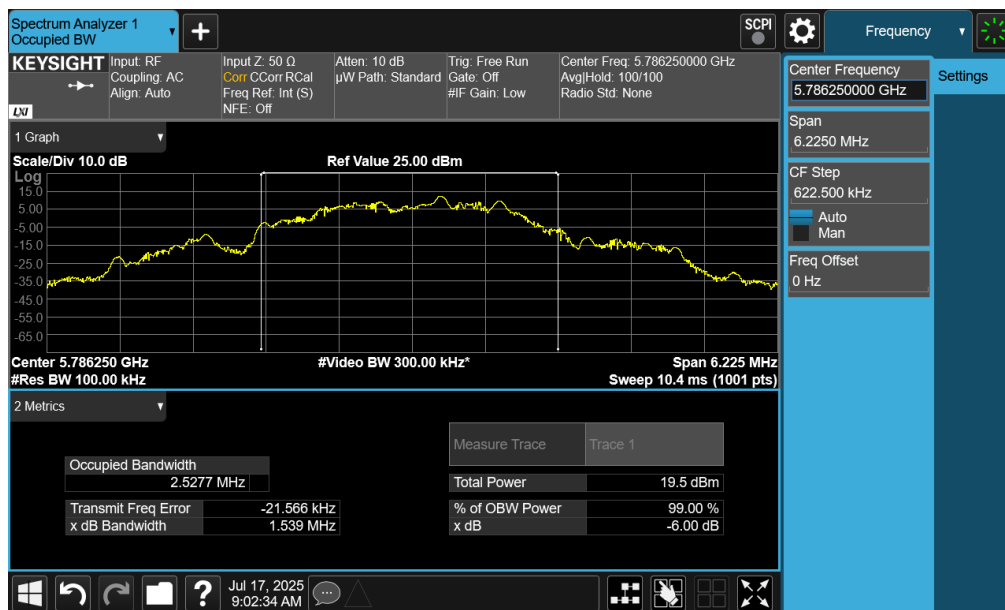 Spectrum Analyzer 1
Occupied BW
+
SCPI
Frequency
KEYSIGHT
LXI
Input: RF
Coupling: AC
Align: Auto
Input Z: 50 Ω
Corr CCorr RCal
Freq Ref: Int (S)
NFE: Off
Atten: 10 dB
µW Path: Standard
Trig: Free Run
Gate: Off
#IF Gain: Low
Center Freq: 5.786250000 GHz
Avg|Hold: 100/100
Radio Std: None
Center Frequency
5.786250000 GHz
Settings
Span
6.2250 MHz
CF Step
622.500 kHz
Auto
Man
Freq Offset
0 Hz
1 Graph
Scale/Div 10.0 dB
Ref Value 25.00 dBm
Log
15.0
5.00
-5.00
-15.0
-25.0
-35.0
-45.0
-55.0
-65.0
Center 5.786250 GHz
#Video BW 300.00 kHz*
Span 6.225 MHz
#Res BW 100.00 kHz
Sweep 10.4 ms (1001 pts)
2 Metrics
Measure Trace
Trace 1
Occupied Bandwidth
2.5277 MHz
Total Power
19.5 dBm
Transmit Freq Error
-21.566 kHz
% of OBW Power
99.00 %
x dB Bandwidth
1.539 MHz
x dB
-6.00 dB
?
Jul 17, 2025
9:02:34 AM